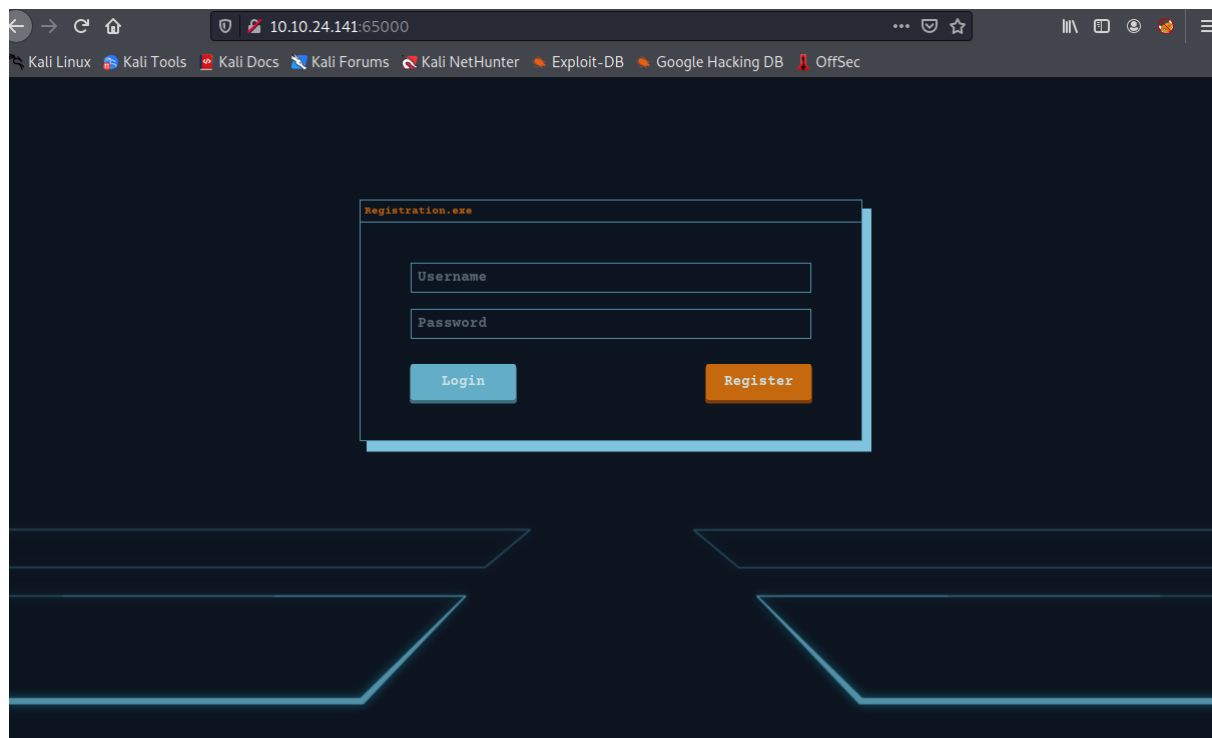 10.10.24.141:65000
Kali Linux Kali Tools Kali Docs Kali Forums Kali NetHunter Exploit-DB Google Hacking DB OffSec
Registration.exe
Username
Password
Login Register